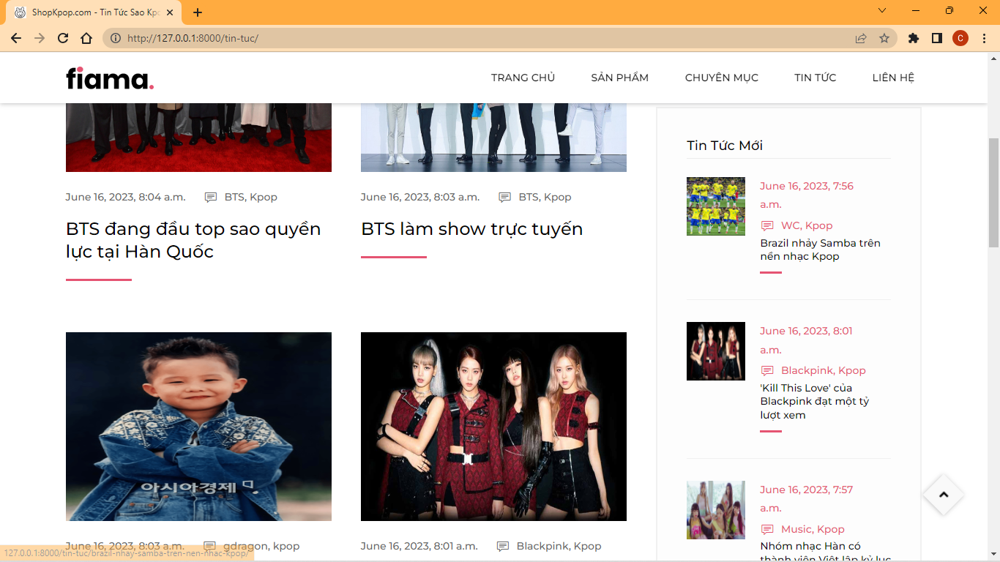 ShopKpop.com - Tin Tức Sao Kpo
http://127.0.0.1:8000/tin-tuc/
C
fiama.
TRANG CHỦ
SẢN PHẨM
CHUYÊN MỤC
TIN TỨC
LIÊN HỆ
June 16, 2023, 8:04 a.m.
BTS, Kpop
BTS đang đầu top sao quyền
lực tại Hàn Quốc
June 16, 2023, 8:03 a.m.
BTS, Kpop
BTS làm show trực tuyến
아시아경제
June 16, 2023, 8:03 a.m.
gdragon, kpop
June 16, 2023, 8:01 a.m.
Blackpink, Kpop
Tin Tức Mới
June 16, 2023, 7:56
a.m.
WC, Kpop
Brazil nhảy Samba trên
nền nhạc Kpop
June 16, 2023, 8:01
a.m.
Blackpink, Kpop
'Kill This Love' của
Blackpink đạt một tỷ
lượt xem
June 16, 2023, 7:57
a.m.
Music, Kpop
Nhóm nhạc Hàn có
thành viên Việt lập kỷ lục
127.0.0.1:8000/tin-tuc/brazil-nhay-samba-tren-nen-nhac-kpop/